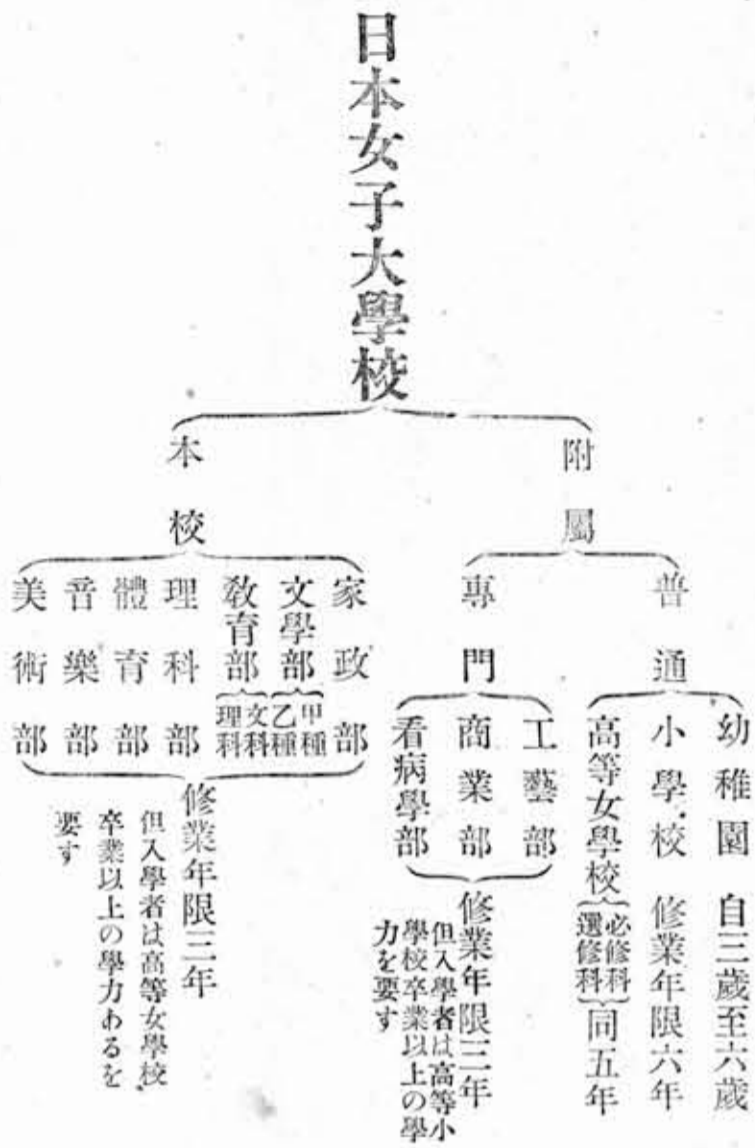 日本女子大學校
附屬
普通
幼稚園 自三歲至六歲
小學校 修業年限六年
高等女學校
必修科
選修科
同五年
專門
工藝部
商業部
看病學部
修業年限三年
但入學者は高等小
學校卒業以上の學
力を要す
本校
家政部
文學部
甲種
乙種
敎育部
文科
理科
理科部
體育部
音樂部
美術部
修業年限三年
但入學者は高等女學校
卒業以上の學力あるを
要す